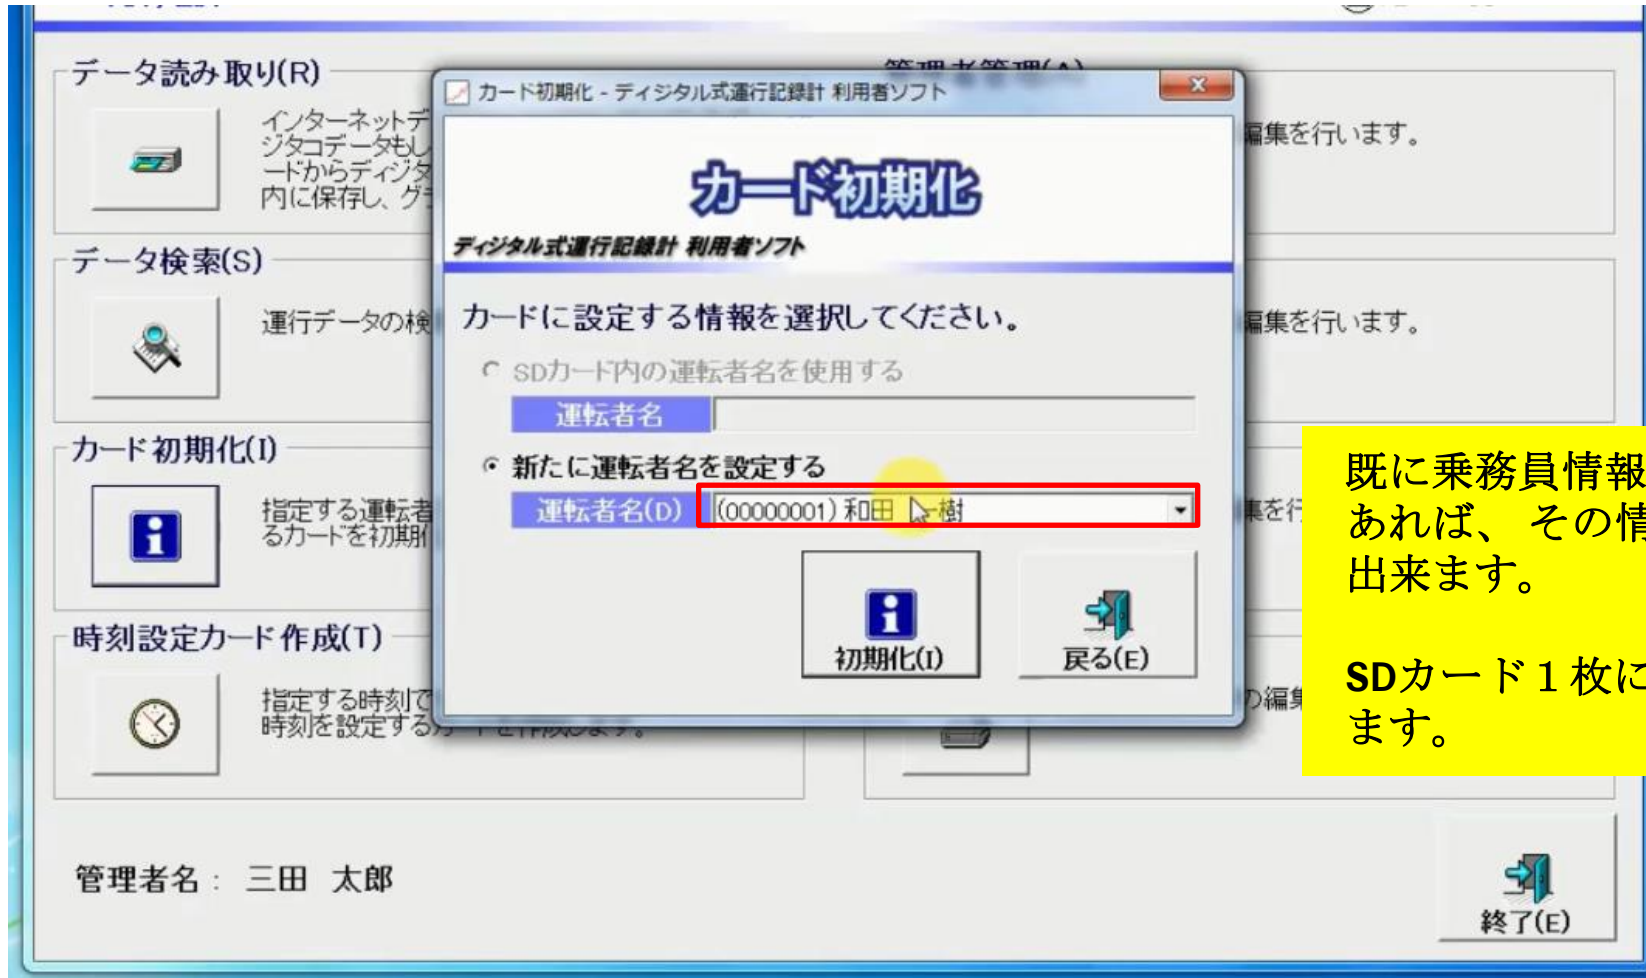 データ読み取り(R)
インターネットデ
ジタコデータもし
ードからディジタ
内に保存し、グ
データ検索(S)
運行データの検
カード初期化(I)
指定する運転者
るカードを初期
時刻設定カード作成(T)
指定する時刻で
時刻を設定する
管理者名： 三田 太郎
管理者管理(A)
編集を行います。
編集を行います。
集を行
の編集
カード初期化 - ディジタル式運行記録計 利用者ソフト
カード初期化
ディジタル式運行記録計 利用者ソフト
カードに設定する情報を選択してください。
SDカード内の運転者名を使用する
運転者名
新たに運転者名を設定する
運転者名(D) (00000001) 和田 一樹
初期化(I) 戻る(E)
既に乗務員情報
あれば、 その情
出来ます。
SDカード１枚に
ます。
終了(E)